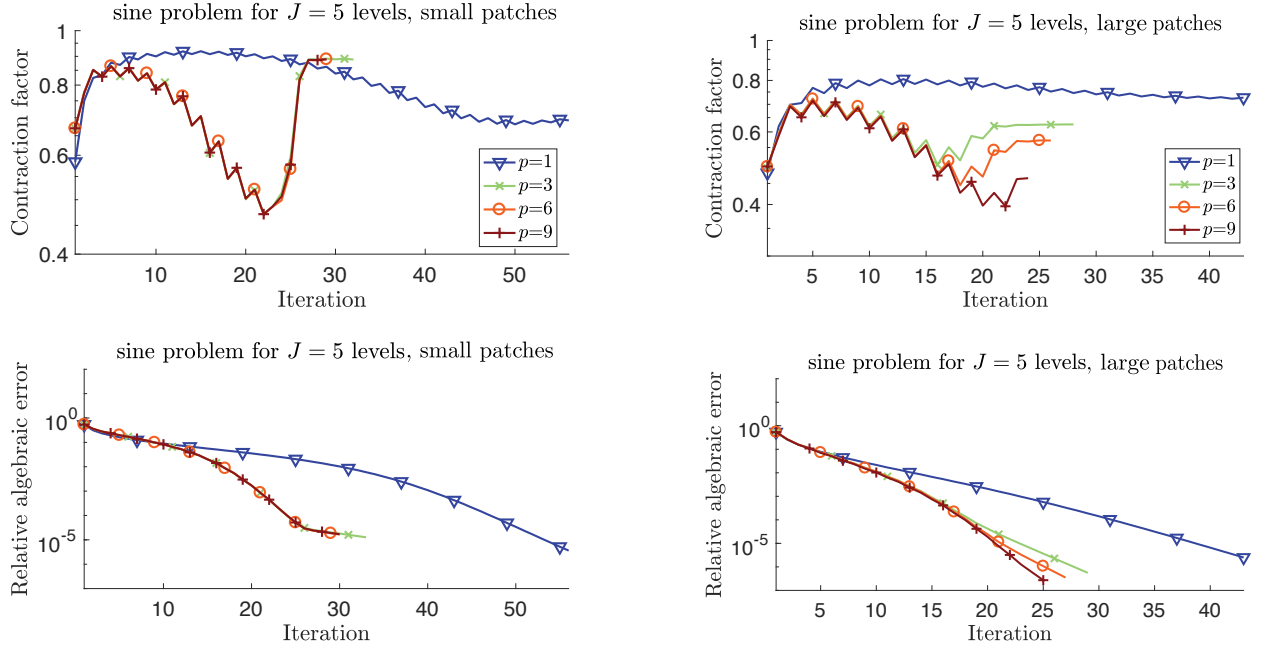 sine problem for J = 5 levels, small patches
Contraction factor
1
0.8
0.6
0.4
10
20
30
40
50
Iteration
p=1
p=3
p=6
p=9
sine problem for J = 5 levels, large patches
Contraction factor
1
0.8
0.6
0.4
5
10
15
20
25
30
35
40
Iteration
p=1
p=3
p=6
p=9
sine problem for J = 5 levels, small patches
Relative algebraic error
10^0
10^-5
10
20
30
40
50
Iteration
sine problem for J = 5 levels, large patches
Relative algebraic error
10^0
10^-5
5
10
15
20
25
30
35
40
Iteration